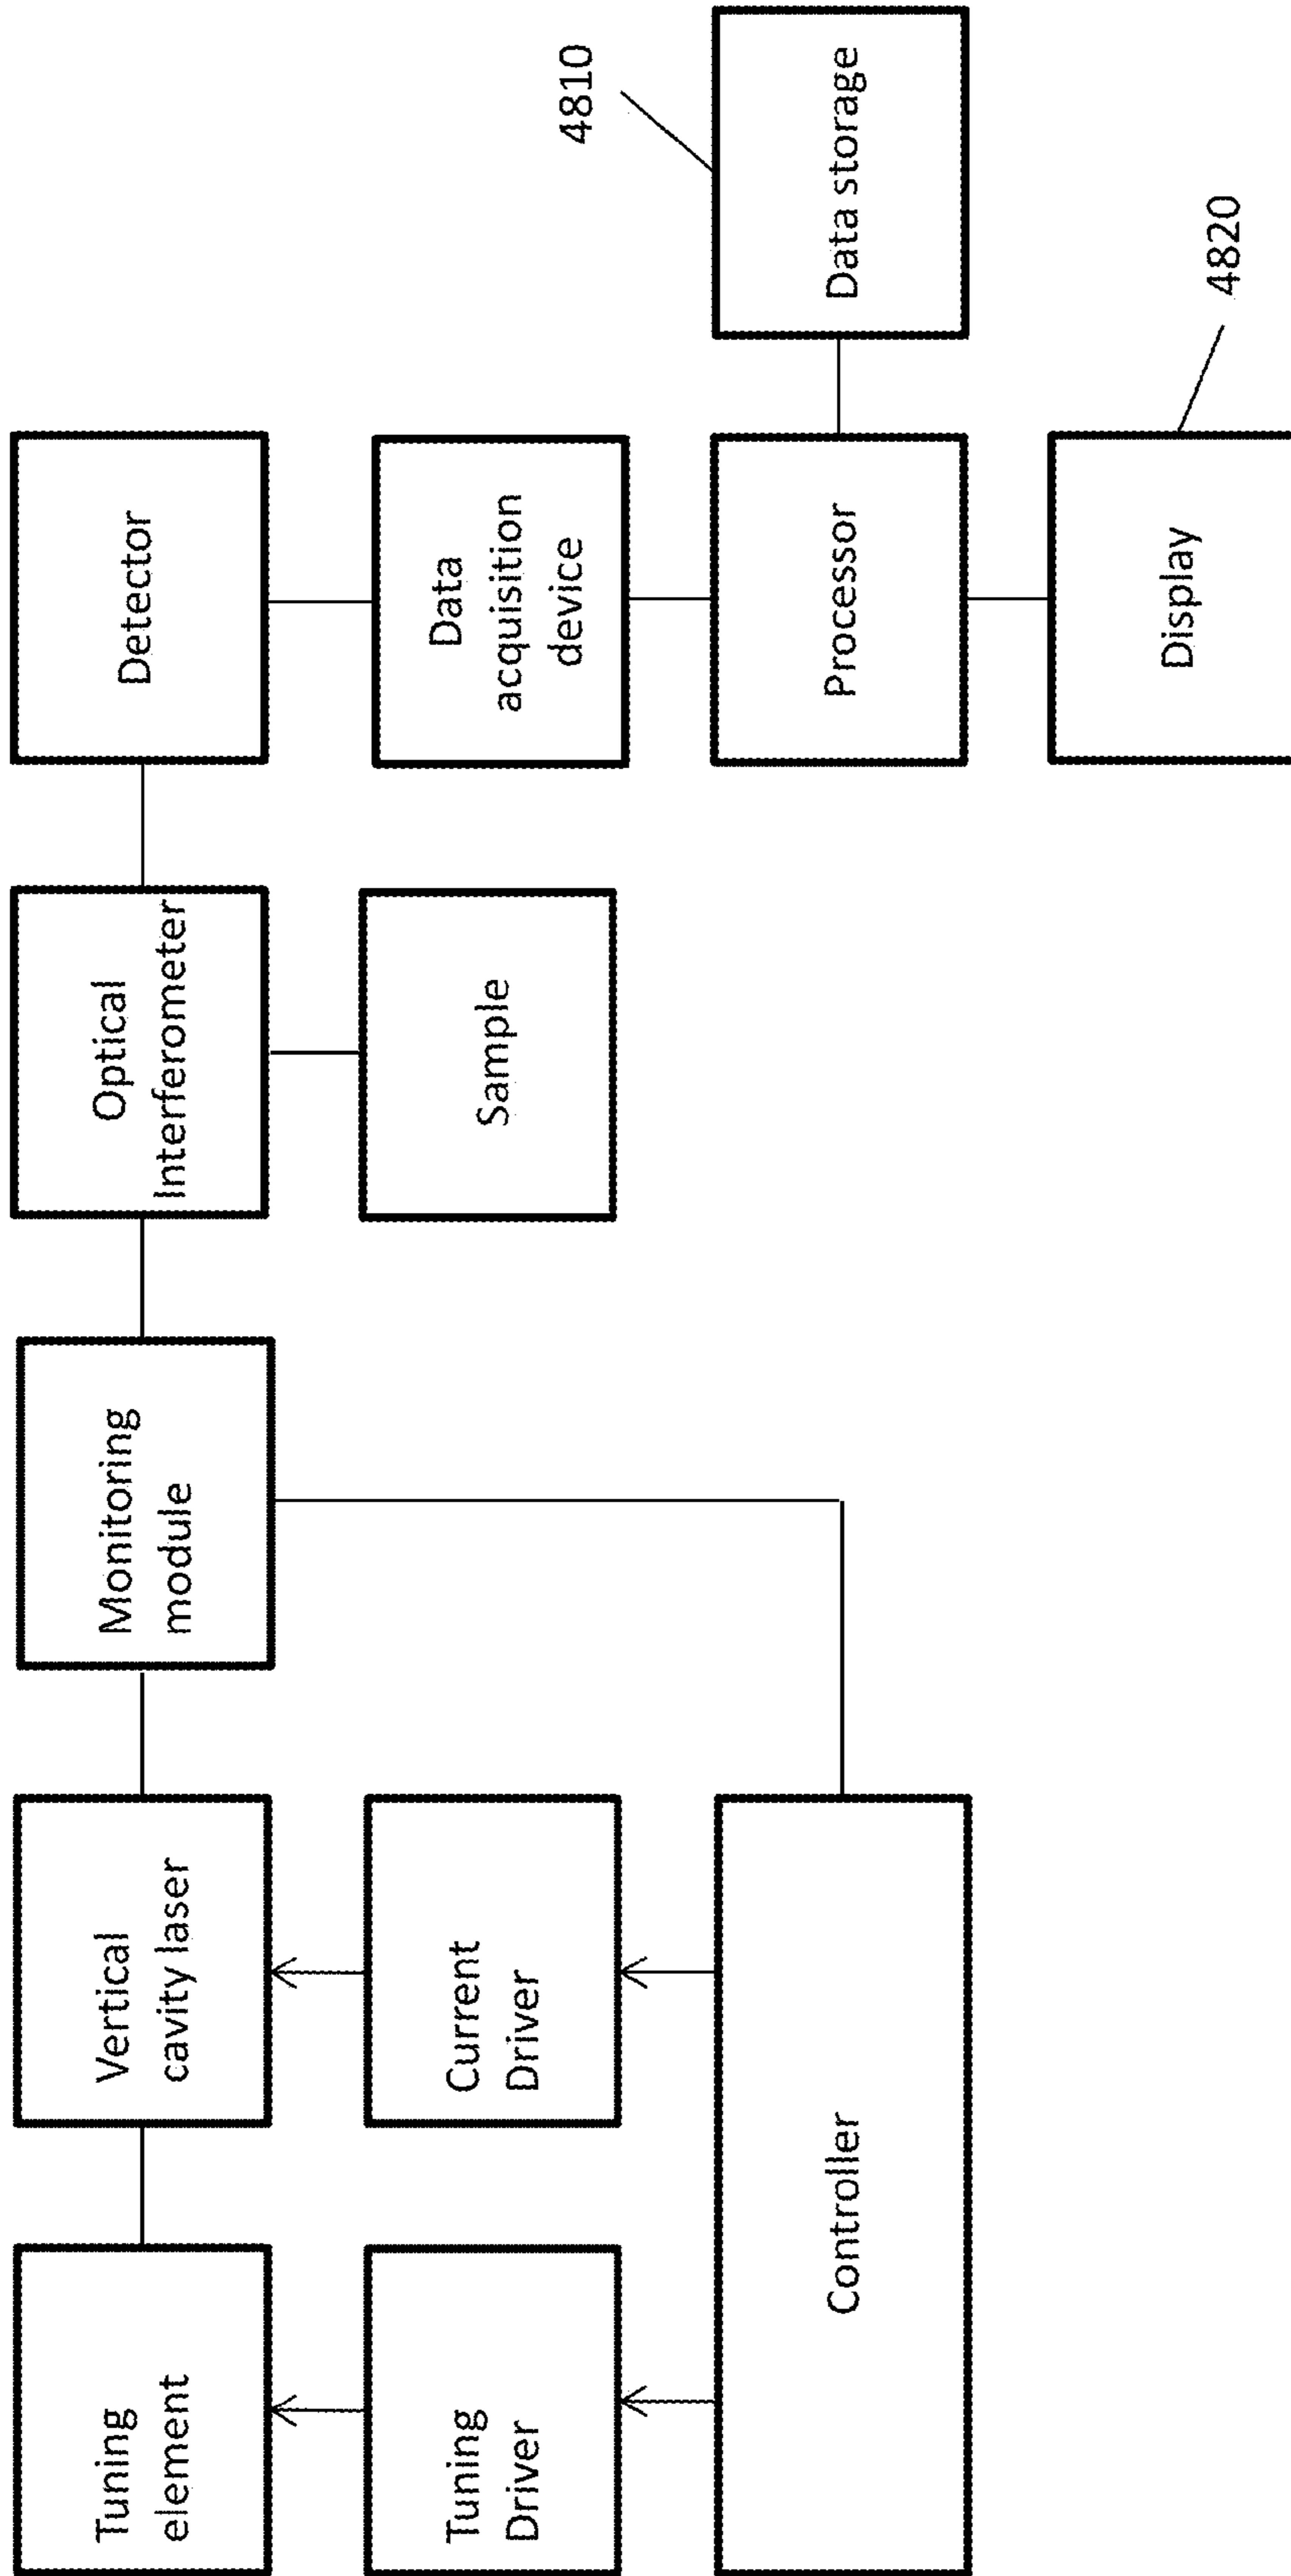 Tuning
element
Vertical
cavity laser
Monitoring
module
Optical
Interferometer
Detector
Tuning
Driver
Current
Driver
Sample
Data
acquisition
device
4810
Controller
Processor
Data storage
Display
4820